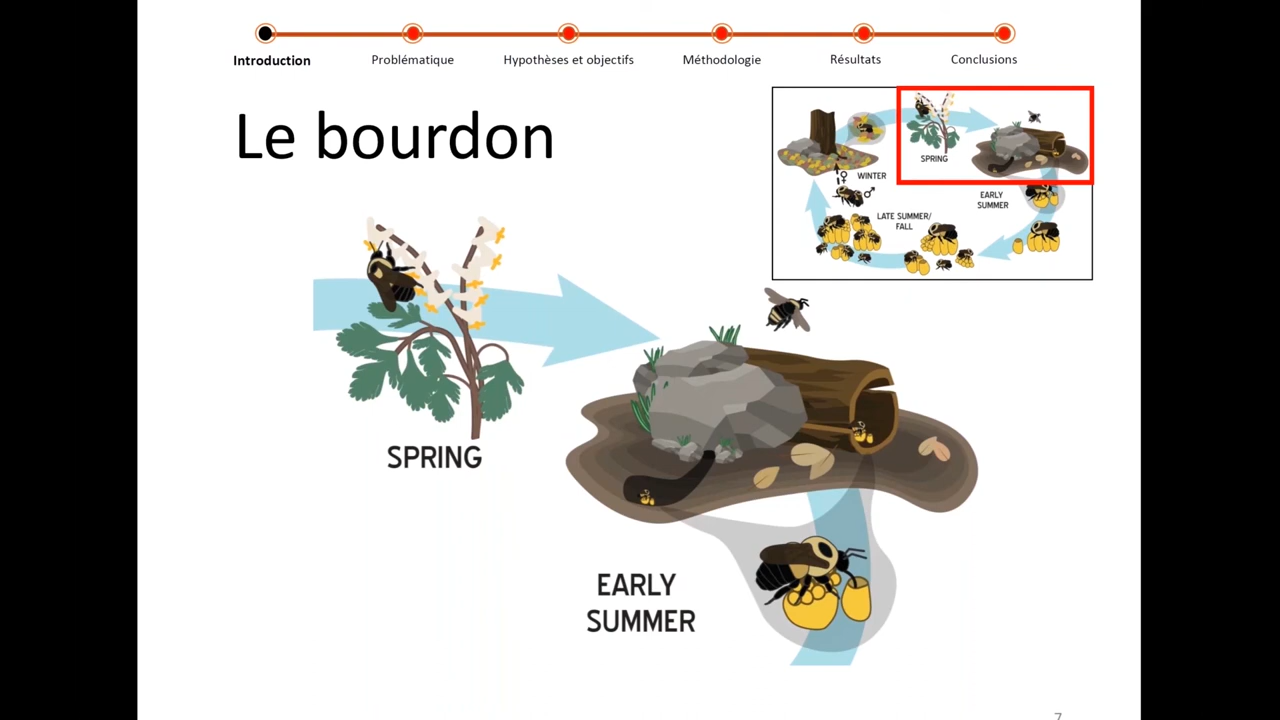 Introduction
Problématique
Hypothèses et objectifs
Méthodologie
Résultats
Conclusions
Le bourdon
SPRING
WINTER
EARLY
SUMMER
LATE SUMMER/
FALL
SPRING
EARLY
SUMMER
7